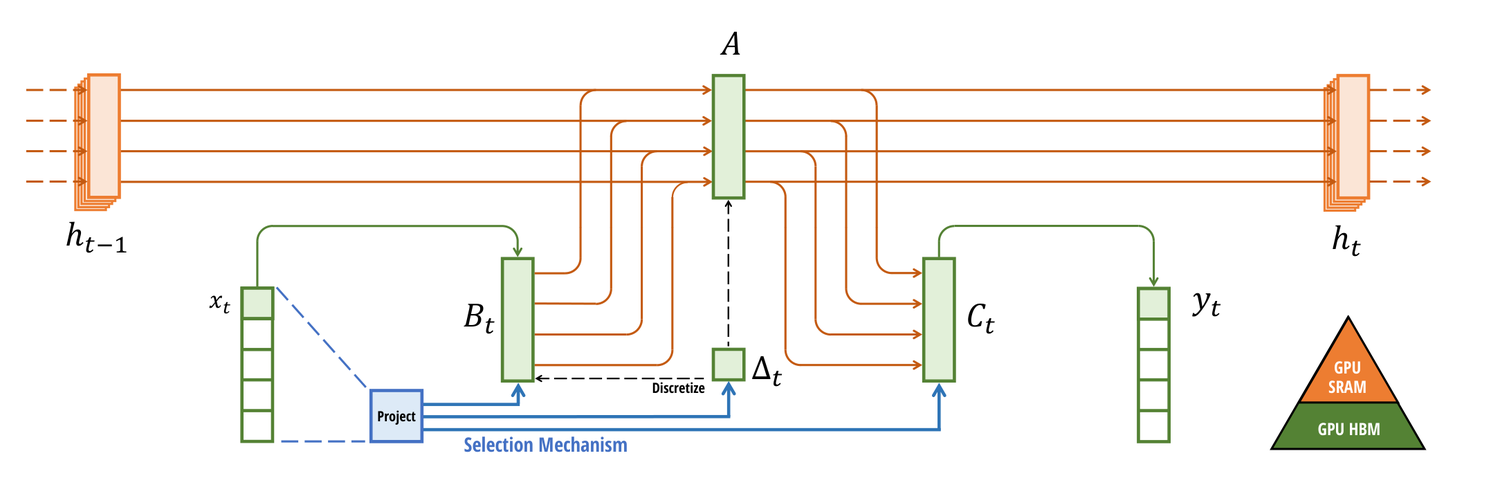 A
h_{t-1}
h_t
x_t
B_t
Δ_t
C_t
y_t
Discretize
Project
Selection Mechanism
GPU
SRAM
GPU HBM